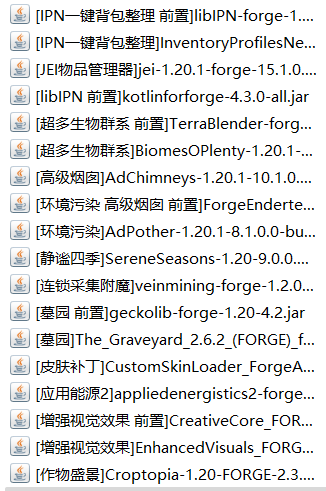 [IPN一键背包整理 前置]libIPN-forge-1....
[IPN一键背包整理]InventoryProfilesNe...
[JEI物品管理器]jei-1.20.1-forge-15.1.0....
[libIPN 前置]kotlinforforge-4.3.0-all.jar
[超多生物群系 前置]TerraBlender-forg...
[超多生物群系]BiomesOPlenty-1.20.1-...
[高级烟囱]AdChimneys-1.20.1-10.1.0....
[环境污染 高级烟囱 前置]ForgeEnderte...
[环境污染]AdPother-1.20.1-8.1.0.0-bu...
[静谧四季]SereneSeasons-1.20-9.0.0....
[连锁采集附魔]veinmining-forge-1.2.0...
[墓园 前置]geckolib-forge-1.20-4.2.jar
[墓园]The_Graveyard_2.6.2_(FORGE)_f...
[皮肤补丁]CustomSkinLoader_ForgeA...
[应用能源2]appliedenergistics2-forge...
[增强视觉效果 前置]CreativeCore_FOR...
[增强视觉效果]EnhancedVisuals_FORG...
[作物盛景]Croptopia-1.20-FORGE-2.3....